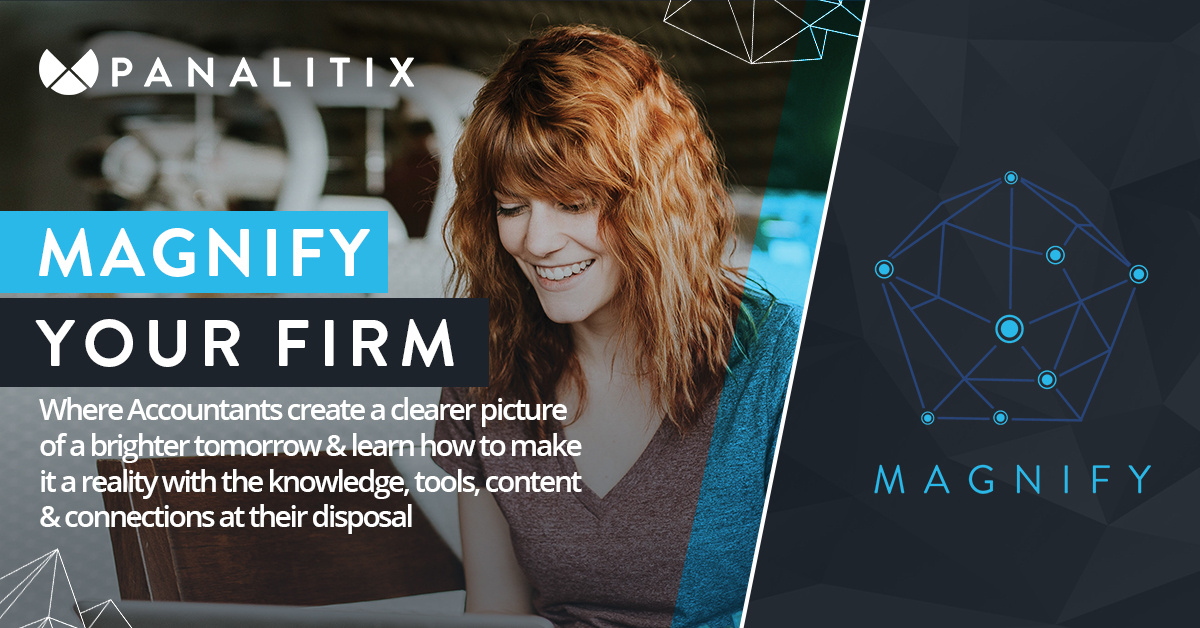 PANALITIX
MAGNIFY
YOUR FIRM
Where Accountants create a clearer picture
of a brighter tomorrow & learn how to make
it a reality with the knowledge, tools, content
& connections at their disposal
MAGNIFY